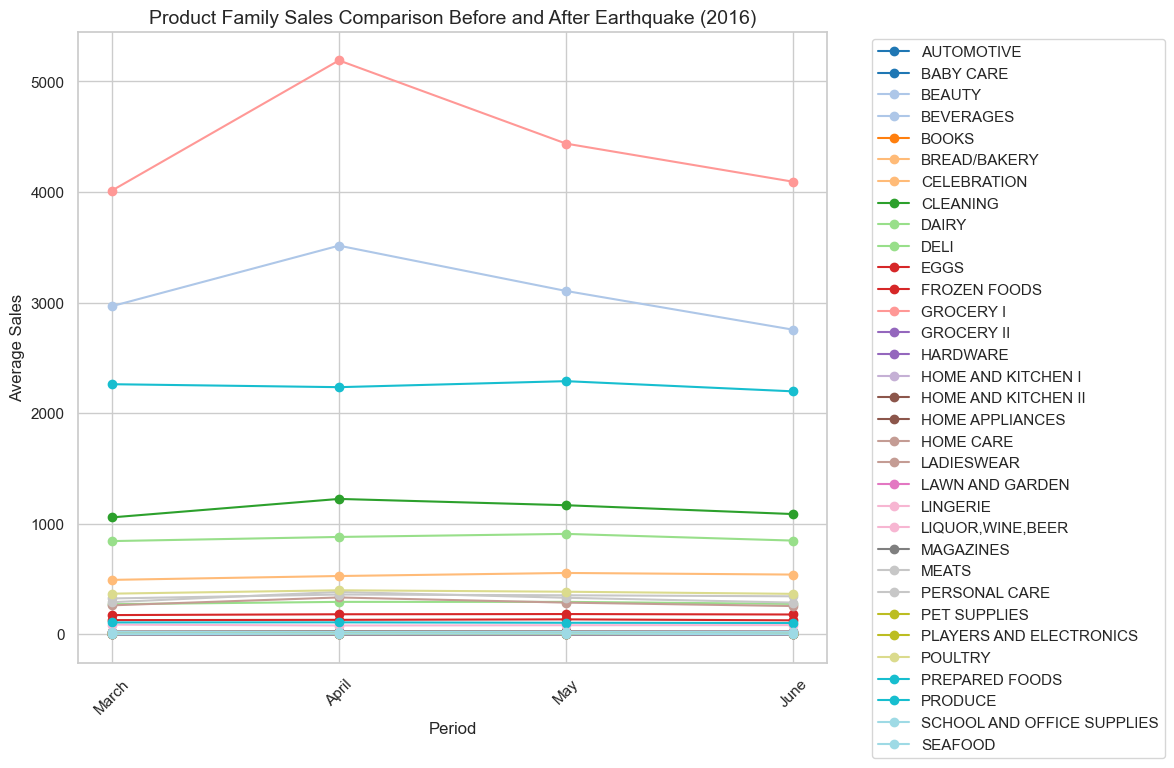 Product Family Sales Comparison Before and After Earthquake (2016)
5000
4000
3000
2000
1000
0
Average Sales
March
April
May
June
Period
AUTOMOTIVE
BABY CARE
BEAUTY
BEVERAGES
BOOKS
BREAD/BAKERY
CELEBRATION
CLEANING
DAIRY
DELI
EGGS
FROZEN FOODS
GROCERY I
GROCERY II
HARDWARE
HOME AND KITCHEN I
HOME AND KITCHEN II
HOME APPLIANCES
HOME CARE
LADIESWEAR
LAWN AND GARDEN
LINGERIE
LIQUOR,WINE,BEER
MAGAZINES
MEATS
PERSONAL CARE
PET SUPPLIES
PLAYERS AND ELECTRONICS
POULTRY
PREPARED FOODS
PRODUCE
SCHOOL AND OFFICE SUPPLIES
SEAFOOD